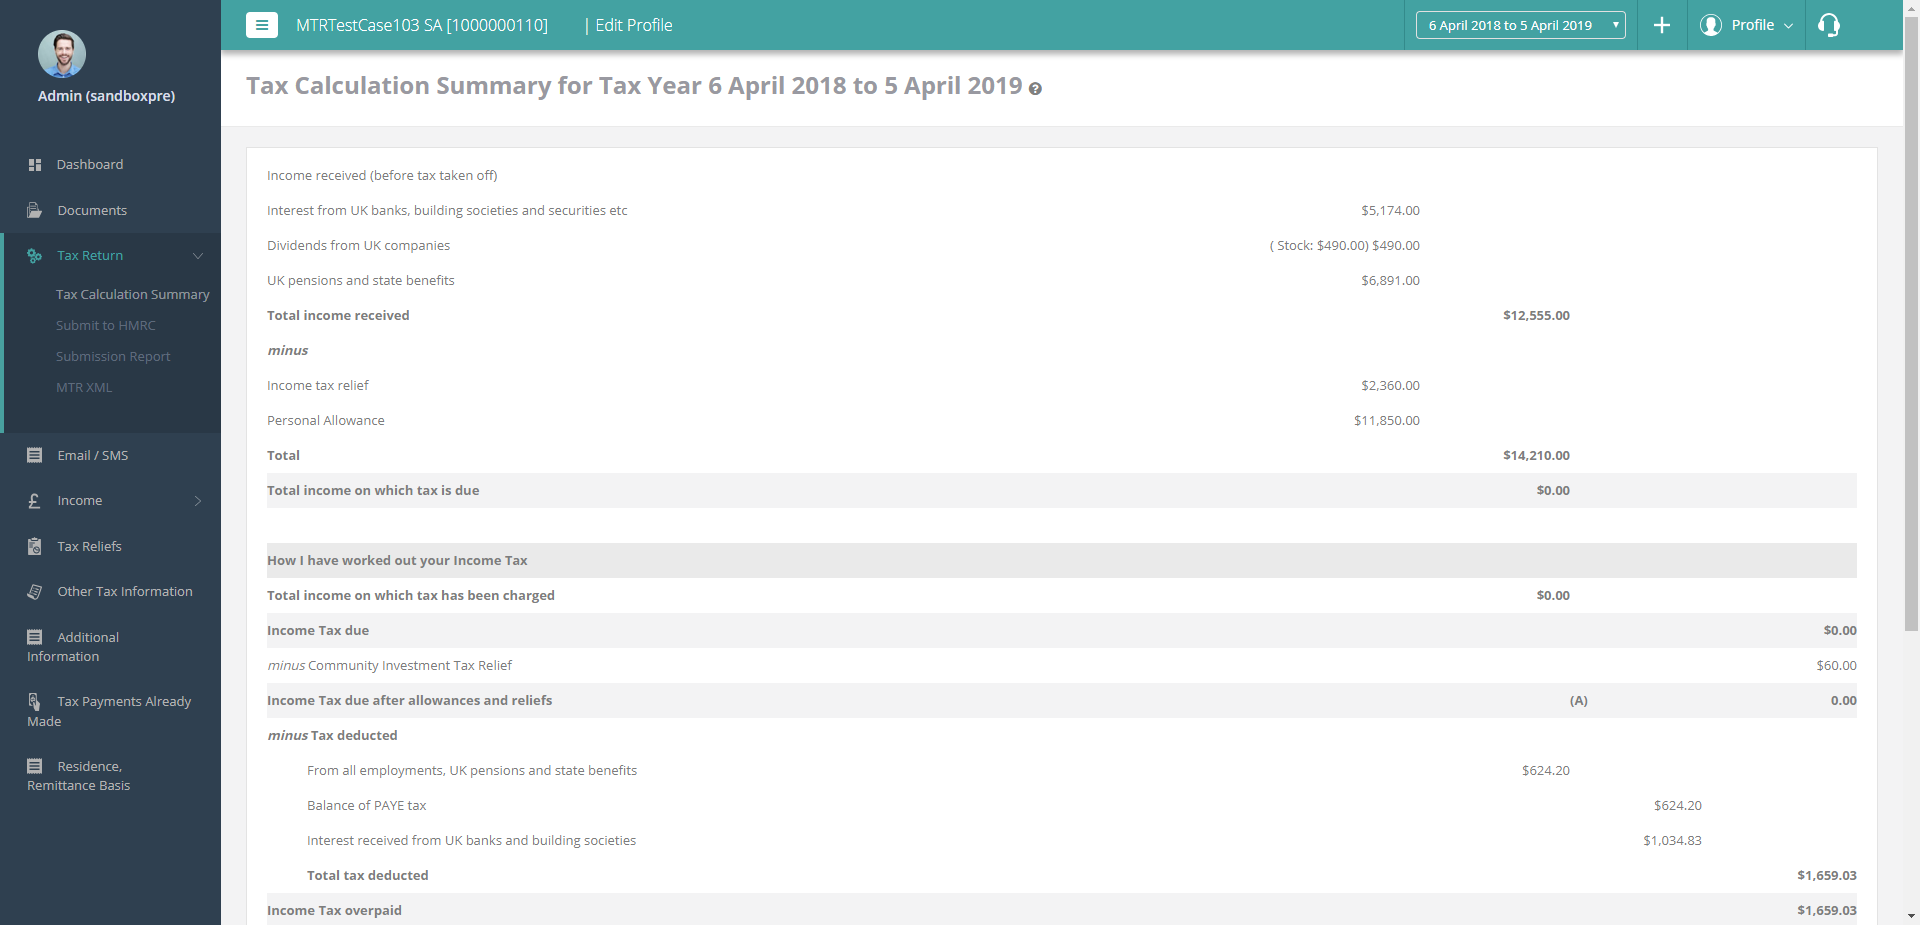 MTRTestCase103 SA [1000000110] | Edit Profile
6 April 2018 to 5 April 2019
Profile
Admin (sandboxpre)
Dashboard
Documents
Tax Return
Tax Calculation Summary
Submit to HMRC
Submission Report
MTR XML
Email / SMS
Income
Tax Reliefs
Other Tax Information
Additional
Information
Tax Payments Already
Made
Residence,
Remittance Basis
Tax Calculation Summary for Tax Year 6 April 2018 to 5 April 2019
Income received (before tax taken off)
Interest from UK banks, building societies and securities etc $5,174.00
Dividends from UK companies ( Stock: $490.00) $490.00
UK pensions and state benefits $6,891.00
Total income received $12,555.00
minus
Income tax relief $2,360.00
Personal Allowance $11,850.00
Total $14,210.00
Total income on which tax is due $0.00
How I have worked out your Income Tax
Total income on which tax has been charged $0.00
Income Tax due $0.00
minus Community Investment Tax Relief $60.00
Income Tax due after allowances and reliefs (A) 0.00
minus Tax deducted
From all employments, UK pensions and state benefits $624.20
Balance of PAYE tax $624.20
Interest received from UK banks and building societies $1,034.83
Total tax deducted $1,659.03
Income Tax overpaid $1,659.03